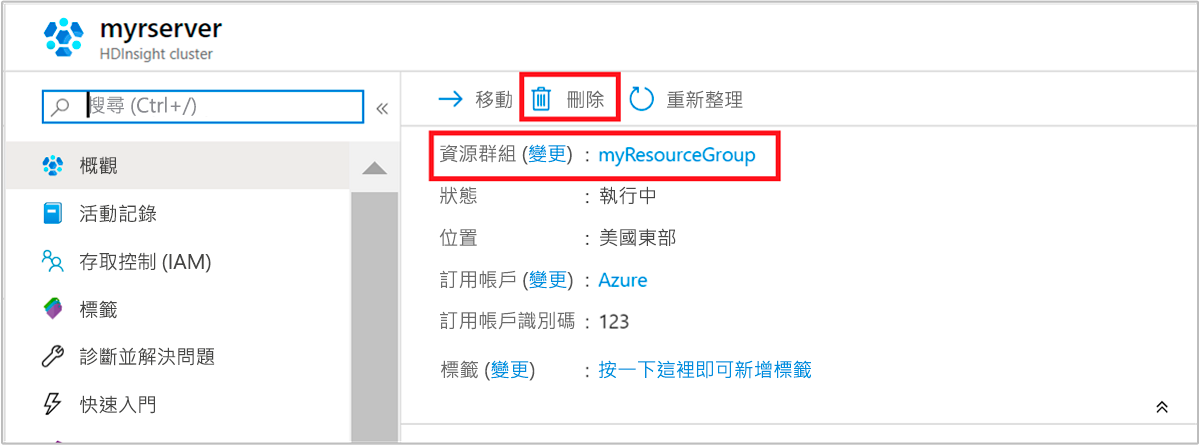 myrserver
HDInsight cluster
搜尋 (Ctrl+/)
«
概觀
活動記錄
存取控制 (IAM)
標籤
診斷並解決問題
快速入門
移動 刪除 重新整理
資源群組 (變更) : myResourceGroup
狀態 : 執行中
位置 : 美國東部
訂用帳戶 (變更) : Azure
訂用帳戶識別碼 : 123
標籤 (變更) : 按一下這裡即可新增標籤